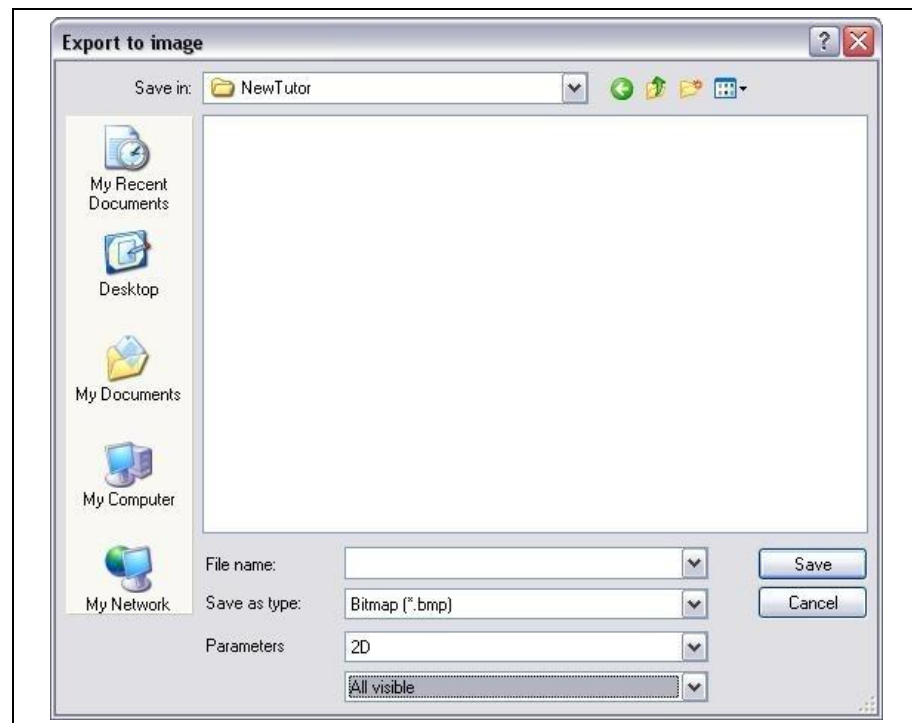 Export to image
Save in: NewTutor
My Recent
Documents
Desktop
My Documents
My Computer
My Network
File name:
Save
Save as type: Bitmap (*.bmp)
Cancel
Parameters 2D
All visible